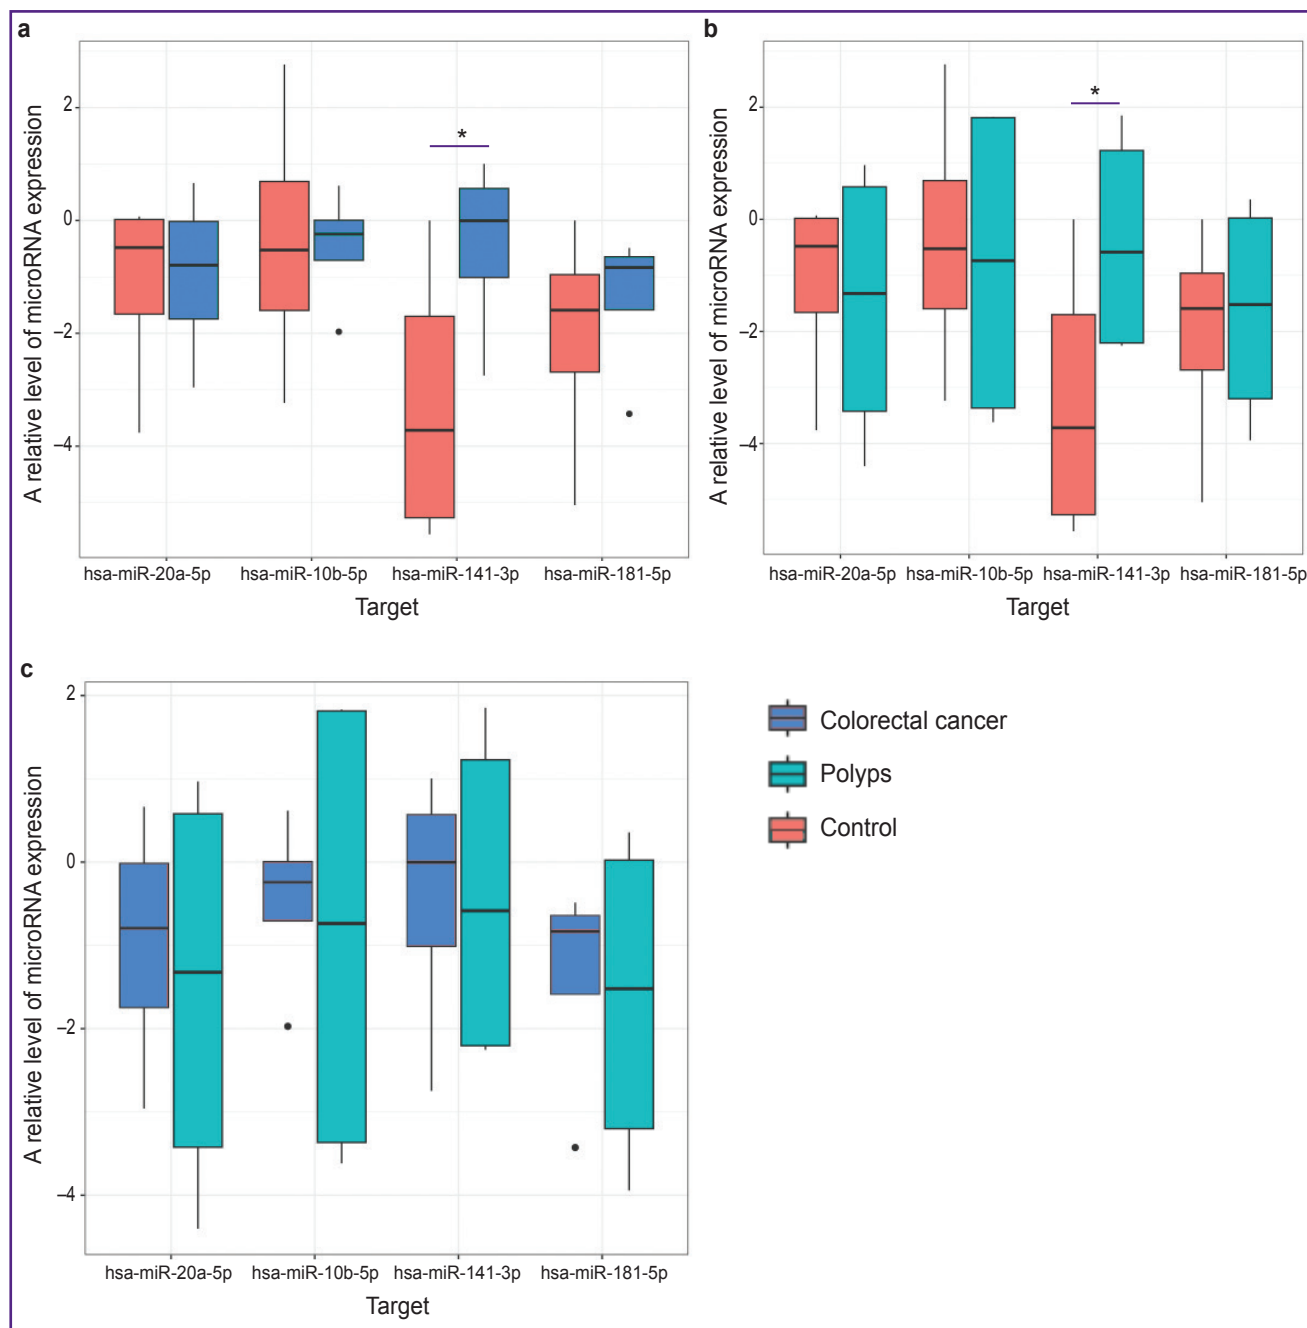 a
A relative level of microRNA expression
2
0
–2
–4
*
hsa-miR-20a-5p hsa-miR-10b-5p hsa-miR-141-3p hsa-miR-181-5p
Target
b
A relative level of microRNA expression
2
0
–2
–4
*
hsa-miR-20a-5p hsa-miR-10b-5p hsa-miR-141-3p hsa-miR-181-5p
Target
c
A relative level of microRNA expression
2
0
–2
–4
hsa-miR-20a-5p hsa-miR-10b-5p hsa-miR-141-3p hsa-miR-181-5p
Target
Colorectal cancer
Polyps
Control